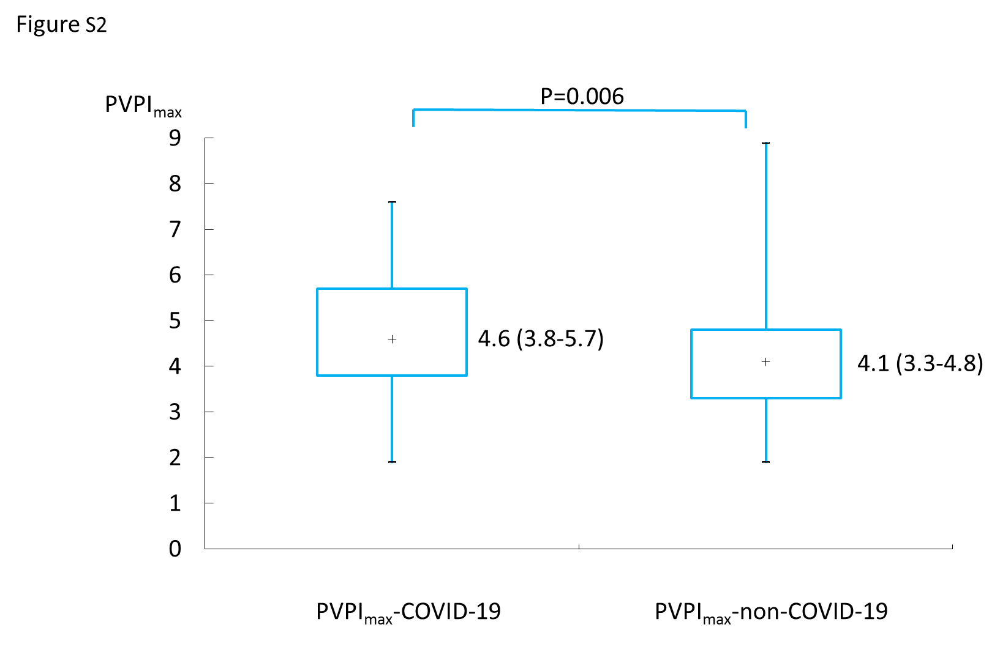 Figure S2
P=0.006
PVPImax
9
8
7
6
5
4
3
2
1
0
4.6 (3.8-5.7)
4.1 (3.3-4.8)
PVPImax-COVID-19
PVPImax-non-COVID-19